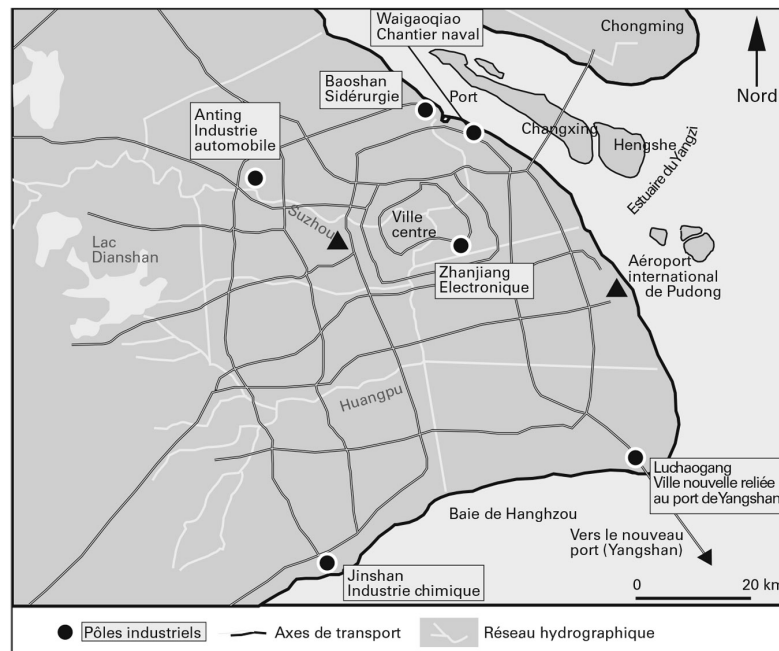 Waigaoqiao
Chantier naval
Chongming
Nord
Baoshan
Sidérurgie
Port
Anting
Industrie
automobile
Changxing
Hengshe
Estuaire du Yangzi
Suzhou
Ville
centre
Lac
Dianshan
Zhanjiang
Electronique
Aéroport
international
de Pudong
Huangpu
Luchaogang
Ville nouvelle reliée
au port de Yangshan
Baie de Hanghzou
Vers le nouveau
port (Yangshan)
Jinshan
Industrie chimique
0 20 km
Pôles industriels
Axes de transport
Réseau hydrographique